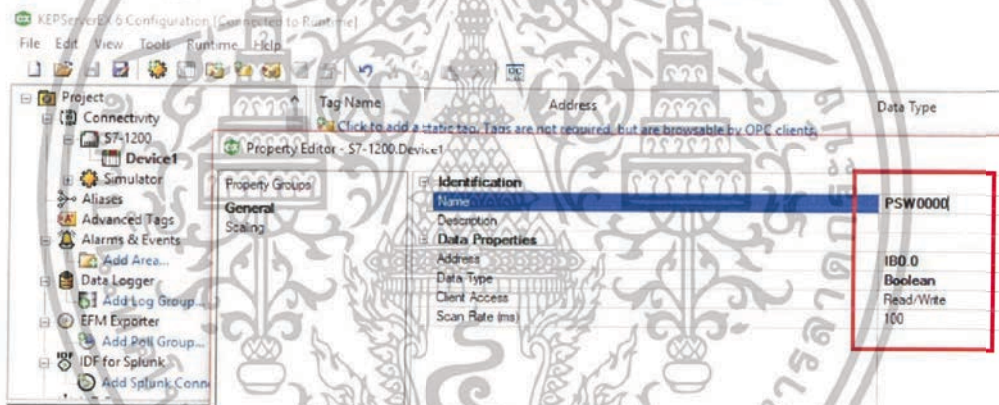 KEPServerEX 6 Configuration [Connected to Runtime]
File Edit View Tools Runtime Help
Project
Connectivity
S7-1200
Device1
Simulator
Aliases
Advanced Tags
Alarms & Events
Add Area...
Data Logger
Add Log Group...
EFM Exporter
Add Poll Group...
IDF for Splunk
Add Splunk Conn
Tag Name Address Data Type
Click to add a static tag. Tags are not required, but are browsable by OPC clients.
Property Editor - S7-1200.Device1
Property Groups
General
Scaling
Identification
Name PSW0000
Description
Data Properties
Address IB0.0
Data Type Boolean
Client Access Read/Write
Scan Rate (ms) 100